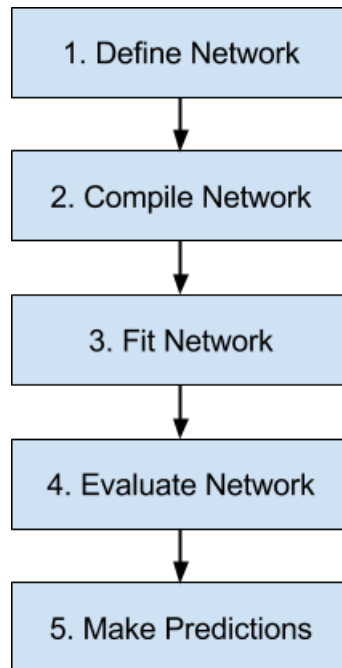 1. Define Network
2. Compile Network
3. Fit Network
4. Evaluate Network
5. Make Predictions